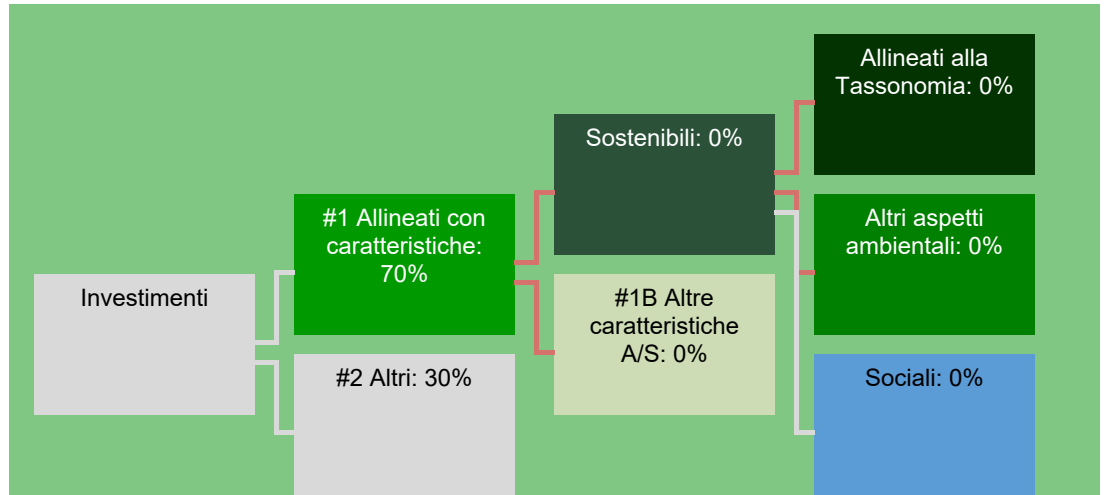 Investimenti
#1 Allineati con
caratteristiche:
70%
#2 Altri: 30%
Sostenibili: 0%
#1B Altre
caratteristiche
A/S: 0%
Allineati alla
Tassonomia: 0%
Altri aspetti
ambientali: 0%
Sociali: 0%